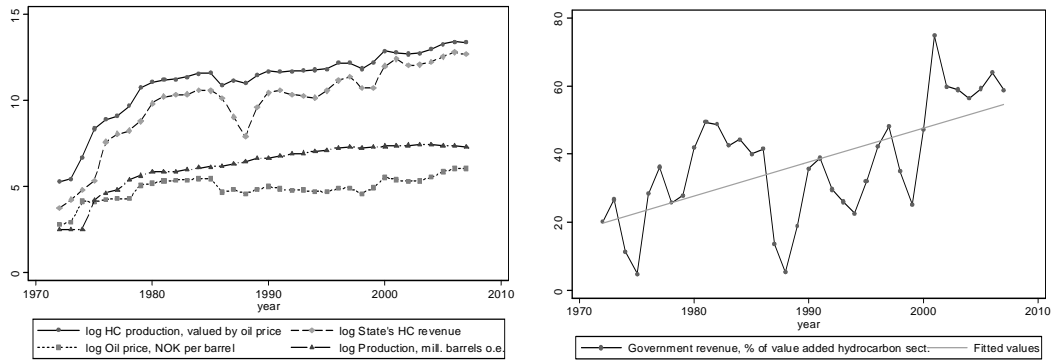 15
10
5
0
1970 1980 1990 2000 2010
year
log HC production, valued by oil price
log State's HC revenue
log Oil price, NOK per barrel
log Production, mill. barrels o.e.
80
60
40
20
0
1970 1980 1990 2000 2010
year
Government revenue, % of value added hydrocarbon sect.
Fitted values